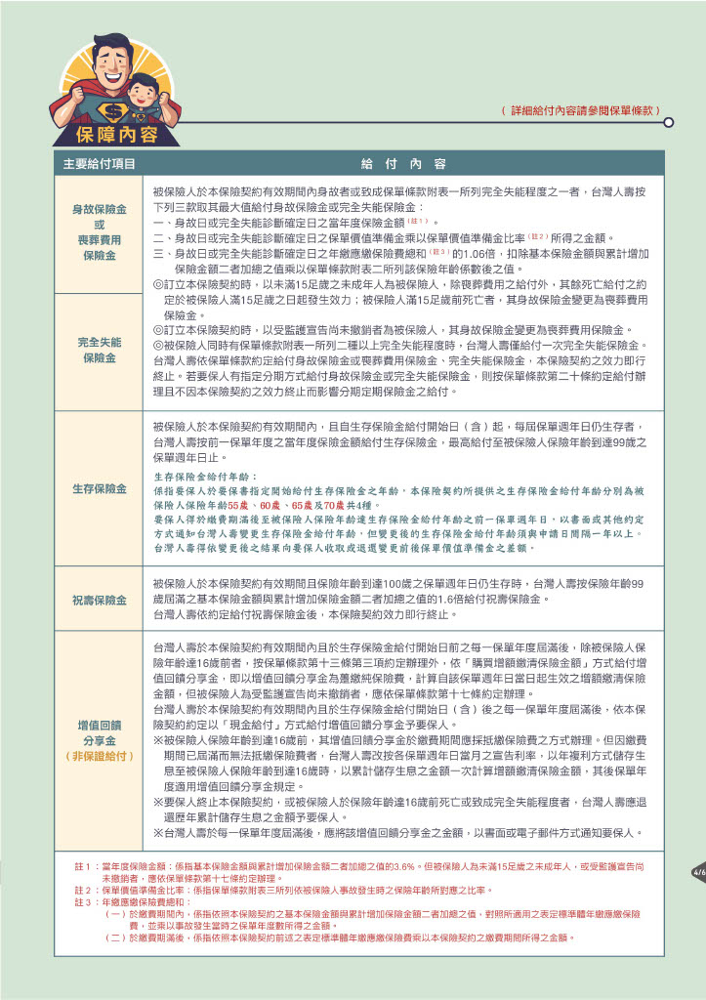 (詳細給付內容請參閱保單條款)
$
保障內容
主要給付項目
給付內容
身故保險金
或
喪葬費用
保險金
完全失能
保險金
被保險人於本保險契約有效期間內身故者或致成保單條款附表一所列完全失能程度之一者,台灣人壽按
下列三款取其最大值給付身故保險金或完全失能保險金:
一、身故日或完全失能診斷確定日之當年度保險金額(註1)。
二、身故日或完全失能診斷確定日之保單價值準備金乘以保單價值準備金比率(註2)所得之金額。
三、身故日或完全失能診斷確定日之年繳應繳保險費總和(註3)的1.06倍,扣除基本保險金額與累計增加
保險金額二者加總之值乘以保單條款附表二所列該保險年齡係數後之值。
◎訂立本保險契約時,以未滿15足歲之未成年人為被保險人,除喪葬費用之給付外,其餘死亡給付之約
定於被保險人滿15足歲之日起發生效力;被保險人滿15足歲前死亡者,其身故保險金變更為喪葬費用
保險金。
◎訂立本保險契約時,以受監護宣告尚未撤銷者為被保險人,其身故保險金變更為喪葬費用保險金。
◎被保險人同時有保單條款附表一所列二種以上完全失能程度時,台灣人壽僅給付一次完全失能保險金。
台灣人壽依保單條款約定給付身故保險金或喪葬費用保險金、完全失能保險金,本保險契約之效力即行
終止。若要保人有指定分期方式給付身故保險金或完全失能保險金,則按保單條款第二十條約定給付辦
理且不因本保險契約之效力終止而影響分期定期保險金之給付。
生存保險金
被保險人於本保險契約有效期間內,且自生存保險金給付開始日(含)起,每屆保單週年日仍生存者,
台灣人壽按前一保單年度之當年度保險金額給付生存保險金,最高給付至被保險人保險年齡到達99歲之
保單週年日止。
生存保險金給付年齡:
係指要保人於要保書指定開始給付生存保險金之年齡,本保險契約所提供之生存保險金給付年齡分別為被
保險人保險年齡55歲、60歲、65歲及70歲共4種。
要保人得於繳費期滿後至被保險人保險年齡達生存保險金給付年齡之前一保單週年日,以書面或其他約定
方式通知台灣人壽變更生存保險金給付年齡,但變更後的生存保險金給付年齡須與申請日間隔一年以上。
台灣人壽得依變更之結果向要保人收取或退還變更前後保單價值準備金之差額。
祝壽保險金
被保險人於本保險契約有效期間且保險年齡到達100歲之保單週年日仍生存時,台灣人壽按保險年齡99
歲屆滿之基本保險金額與累計增加保險金額二者加總之值的1.6倍給付祝壽保險金。
台灣人壽依約定給付祝壽保險金後,本保險契約效力即行終止。
增值回饋
分享金
(非保證給付)
台灣人壽於本保險契約有效期間內且於生存保險金給付開始日前之每一保單年度屆滿後,除被保險人保
險年齡達16歲前者,按保單條款第十三條第三項約定辦理外,依「購買增額繳清保險金額」方式給付增
值回饋分享金,即以增值回饋分享金為躉繳純保險費,計算自該保單週年日當日起生效之增額繳清保險
金額,但被保險人為受監護宣告尚未撤銷者,應依保單條款第十七條約定辦理。
台灣人壽於本保險契約有效期間內且於生存保險金給付開始日(含)後之每一保單年度屆滿後,依本保
險契約約定以「現金給付」方式給付增值回饋分享金予要保人。
※被保險人保險年齡到達16歲前,其增值回饋分享金於繳費期間應採抵繳保險費之方式辦理。但因繳費
期間已屆滿而無法抵繳保險費者,台灣人壽改按各保單週年日當月之宣告利率,以年複利方式儲存生
息至被保險人保險年齡到達16歲時,以累計儲存生息之金額一次計算增額繳清保險金額,其後保單年
度適用增值回饋分享金規定。
※要保人終止本保險契約,或被保險人於保險年齡達16歲前死亡或致成完全失能程度者,台灣人壽應退
還歷年累計儲存生息之金額予要保人。
※台灣人壽於每一保單年度屆滿後,應將該增值回饋分享金之金額,以書面或電子郵件方式通知要保人。
註1:當年度保險金額:係指基本保險金額與累計增加保險金額二者加總之值的3.6%。但被保險人為未滿15足歲之未成年人,或受監護宣告尚
未撤銷者,應依保單條款第十七條約定辦理。
註2:保單價值準備金比率:係指保單條款附表三所列依被保險人事故發生時之保險年齡所對應之比率。
註3:年繳應繳保險費總和:
(一)於繳費期間內,係指依照本保險契約之基本保險金額與累計增加保險金額二者加總之值,對照所適用之表定標準體年繳應繳保險
費,並乘以事故發生當時之保單年度數所得之金額。
(二)於繳費期滿後,係指依照本保險契約前述之表定標準體年繳應繳保險費乘以本保險契約之繳費期間所得之金額。
4/6